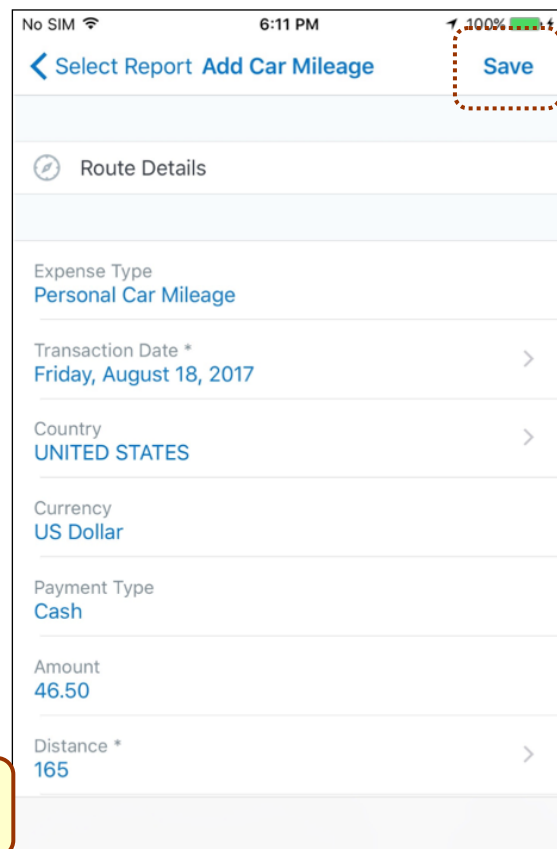 No SIM 6:11 PM 100%
Select Report Add Car Mileage Save
Route Details
Expense Type
Personal Car Mileage
Transaction Date *
Friday, August 18, 2017
Country
UNITED STATES
Currency
US Dollar
Payment Type
Cash
Amount
46.50
Distance *
165